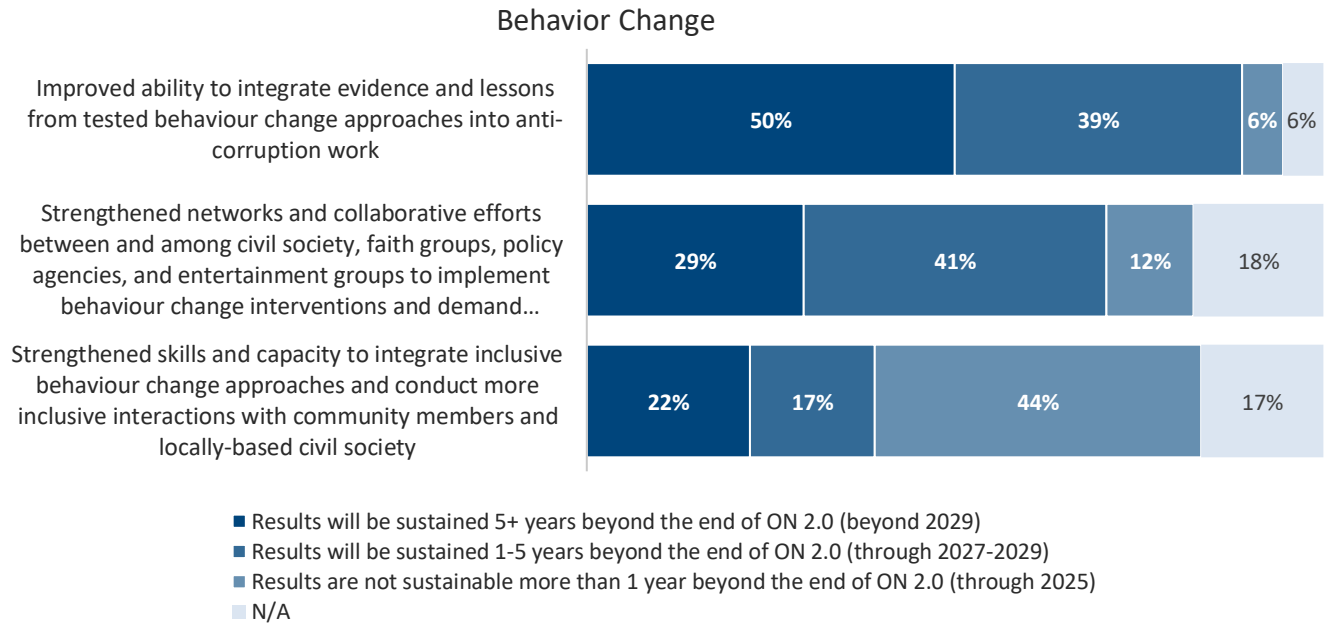 Behavior Change
Improved ability to integrate evidence and lessons
from tested behaviour change approaches into anti-
corruption work
50%
39%
6%
6%
Strengthened networks and collaborative efforts
between and among civil society, faith groups, policy
agencies, and entertainment groups to implement
behaviour change interventions and demand...
29%
41%
12%
18%
Strengthened skills and capacity to integrate inclusive
behaviour change approaches and conduct more
inclusive interactions with community members and
locally-based civil society
22%
17%
44%
17%
Results will be sustained 5+ years beyond the end of ON 2.0 (beyond 2029)
Results will be sustained 1-5 years beyond the end of ON 2.0 (through 2027-2029)
Results are not sustainable more than 1 year beyond the end of ON 2.0 (through 2025)
N/A